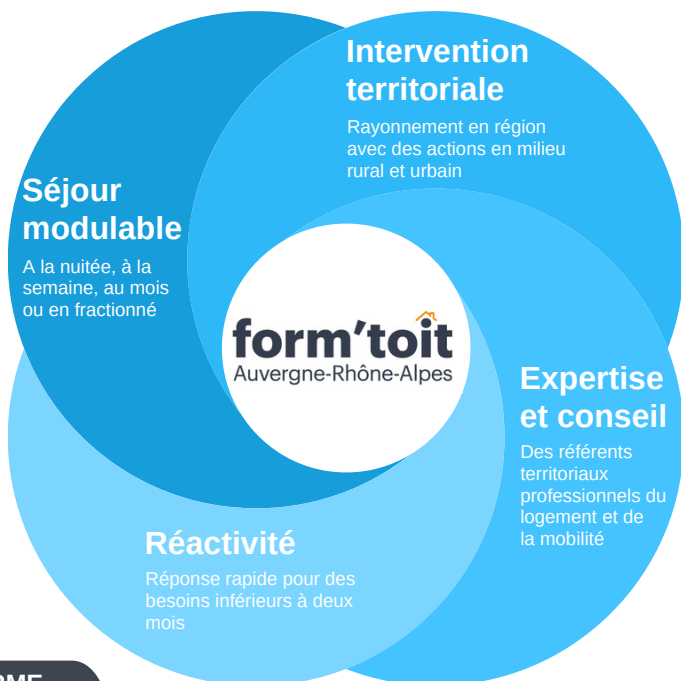 Intervention
territoriale
Rayonnement en région
avec des actions en milieu
rural et urbain
Séjour
modulable
A la nuitée, à la
semaine, au mois
ou en fractionné
form'toit
Auvergne-Rhône-Alpes
Expertise
et conseil
Des référents
territoriaux
professionnels du
logement et de
la mobilité
Réactivité
Réponse rapide pour des
besoins inférieurs à deux
mois